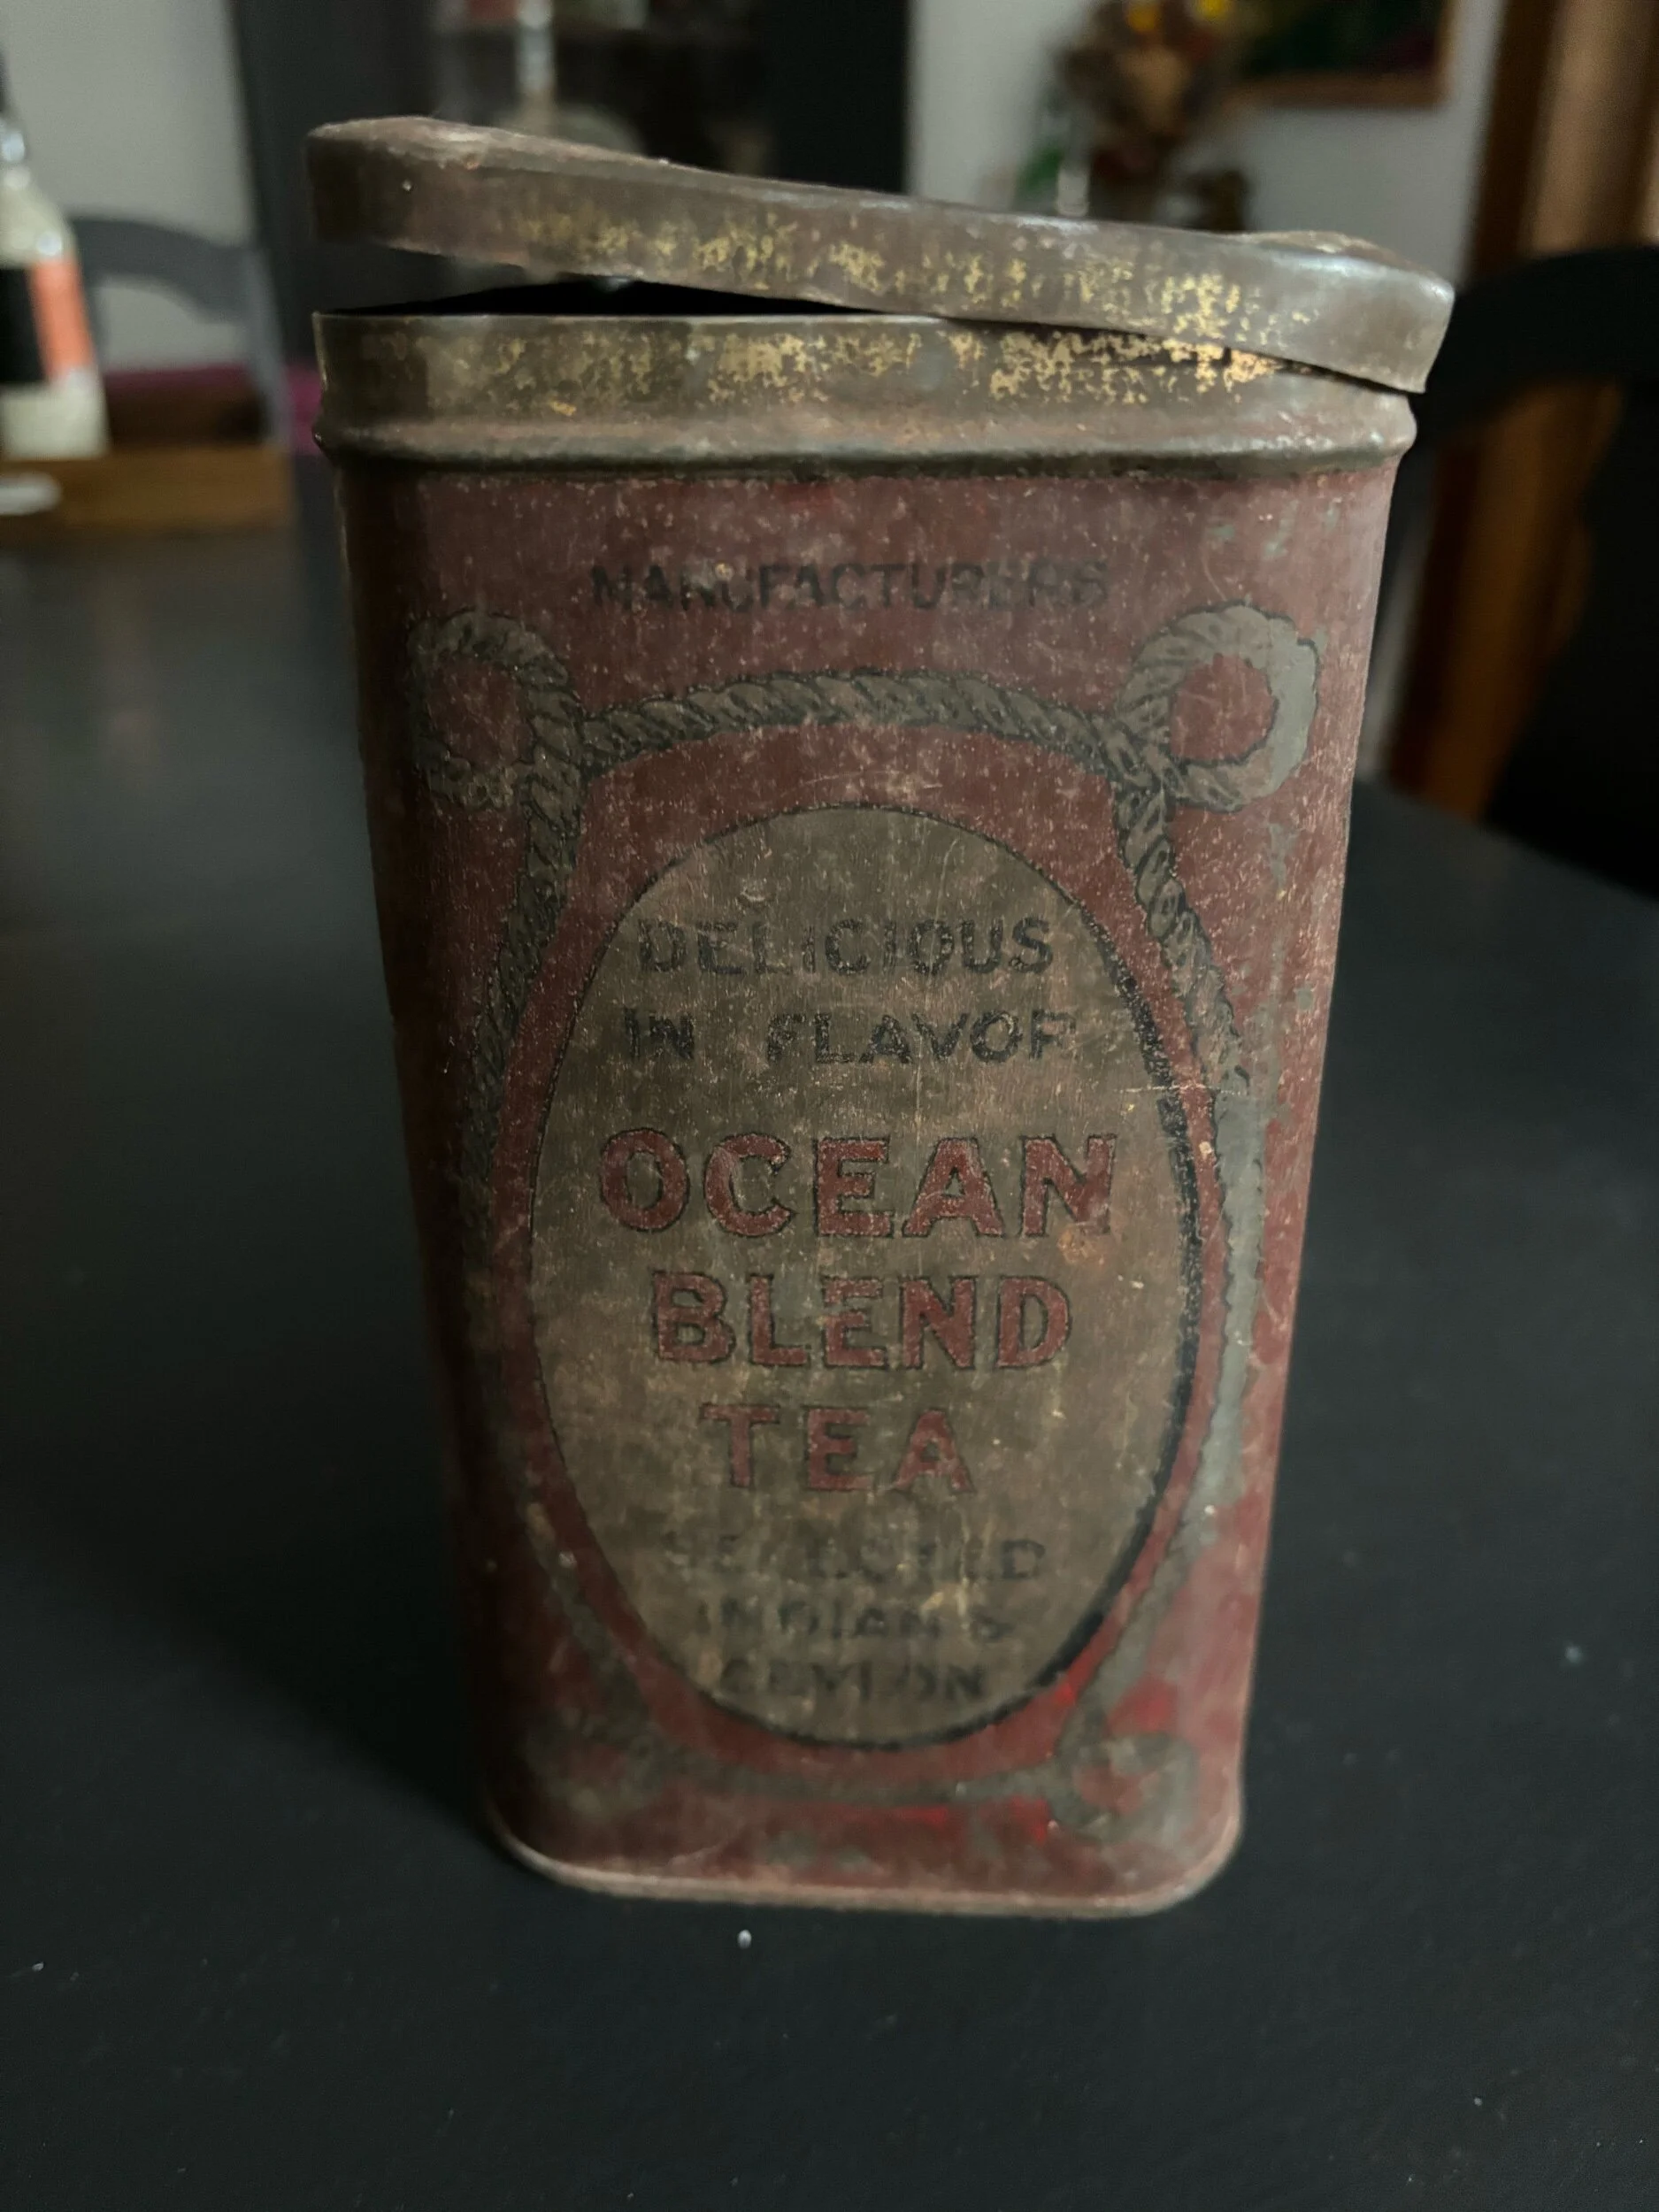 MANUFACTURERS
DELICIOUS
IN FLAVOR
OCEAN
BLEND
TEA
SELECTED
INDIAN &
CEYLON